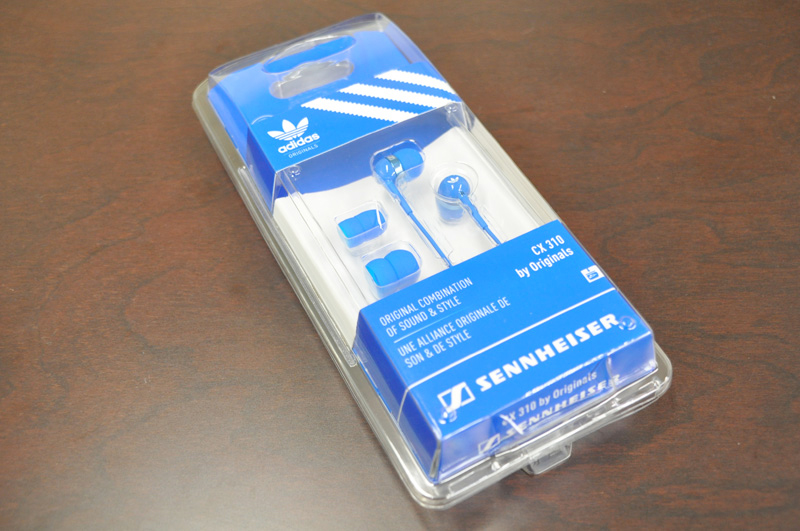 adidas
ORIGINALS
CX 310
by Originals
ORIGINAL COMBINATION
OF SOUND & STYLE
UNE ALLIANCE ORIGINALE DE
SON & DE STYLE
SENNHEISER
CX 310 by Originals
SENNHEISER